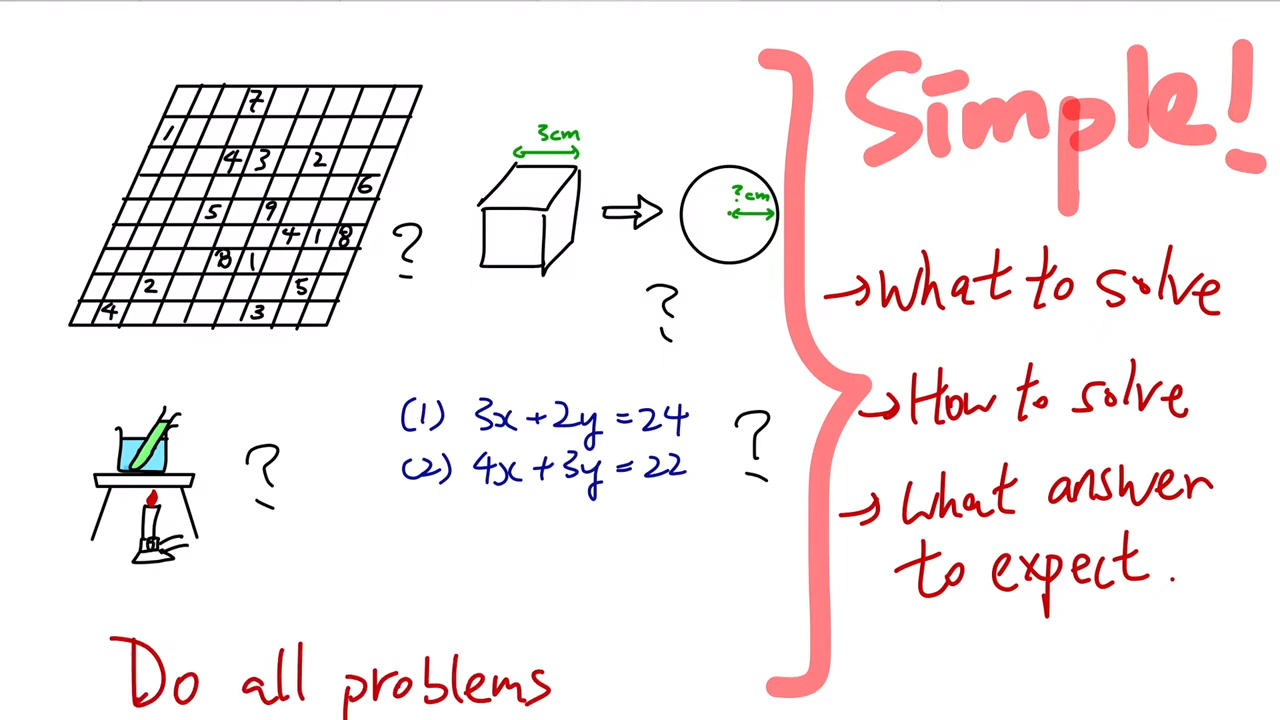 Simple!
7
1
4 3 2
6
5 9
4 1 8
1
2 5
4 3
?
3cm
?cm
?
→What to solve
→How to solve
→What answer
to expect.
?
(1) 3x+2y=24
(2) 4x+3y=22
?
Do all problems